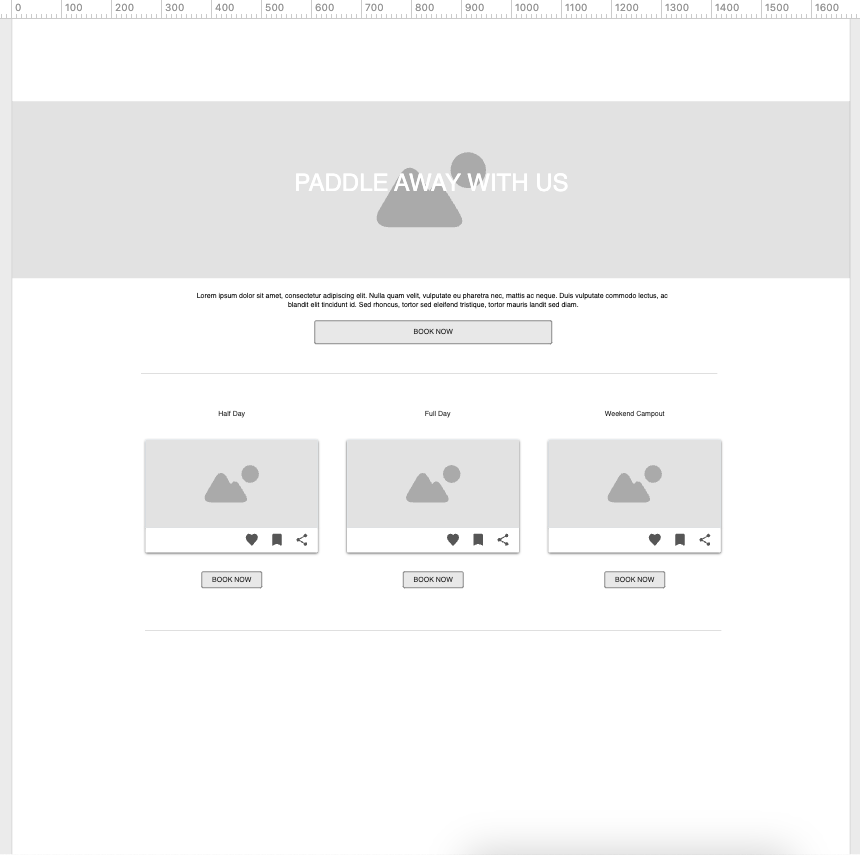 0 100 200 300 400 500 600 700 800 900 1000 1100 1200 1300 1400 1500 1600
PADDLE AWAY WITH US
Lorem ipsum dolor sit amet, consectetur adipiscing elit. Nulla quam velit, vulputate eu pharetra nec, mattis ac neque. Duis vulputate commodo lectus, ac
blandit elit tincidunt id. Sed rhoncus, tortor sed eleifend tristique, tortor mauris landit sed diam.
BOOK NOW
Half Day Full Day Weekend Campout
BOOK NOW BOOK NOW BOOK NOW